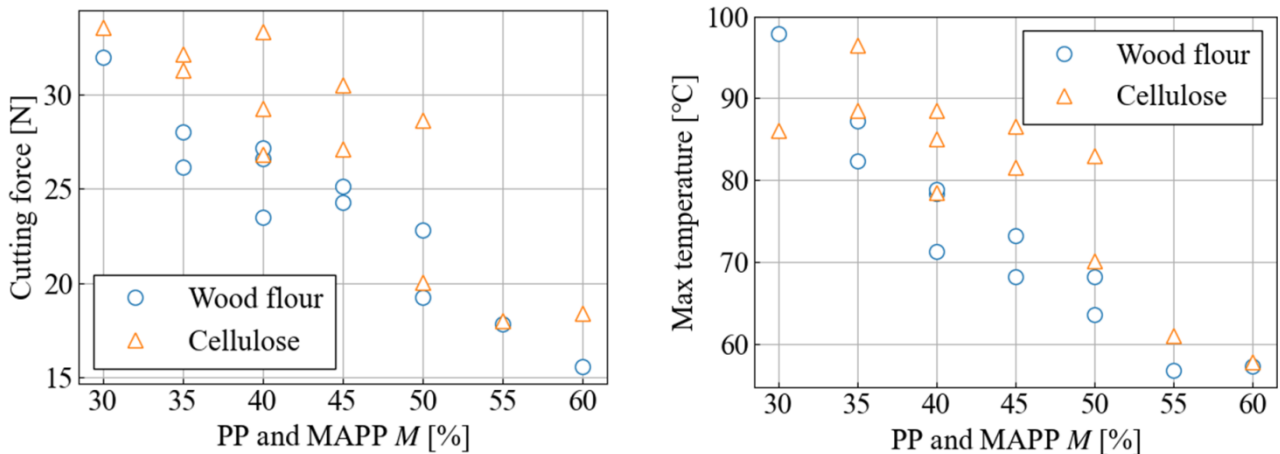 Cutting force [N]
30
25
20
15
Wood flour
Cellulose
30 35 40 45 50 55 60
PP and MAPP M [%]
Max temperature [°C]
100
90
80
70
60
Wood flour
Cellulose
30 35 40 45 50 55 60
PP and MAPP M [%]